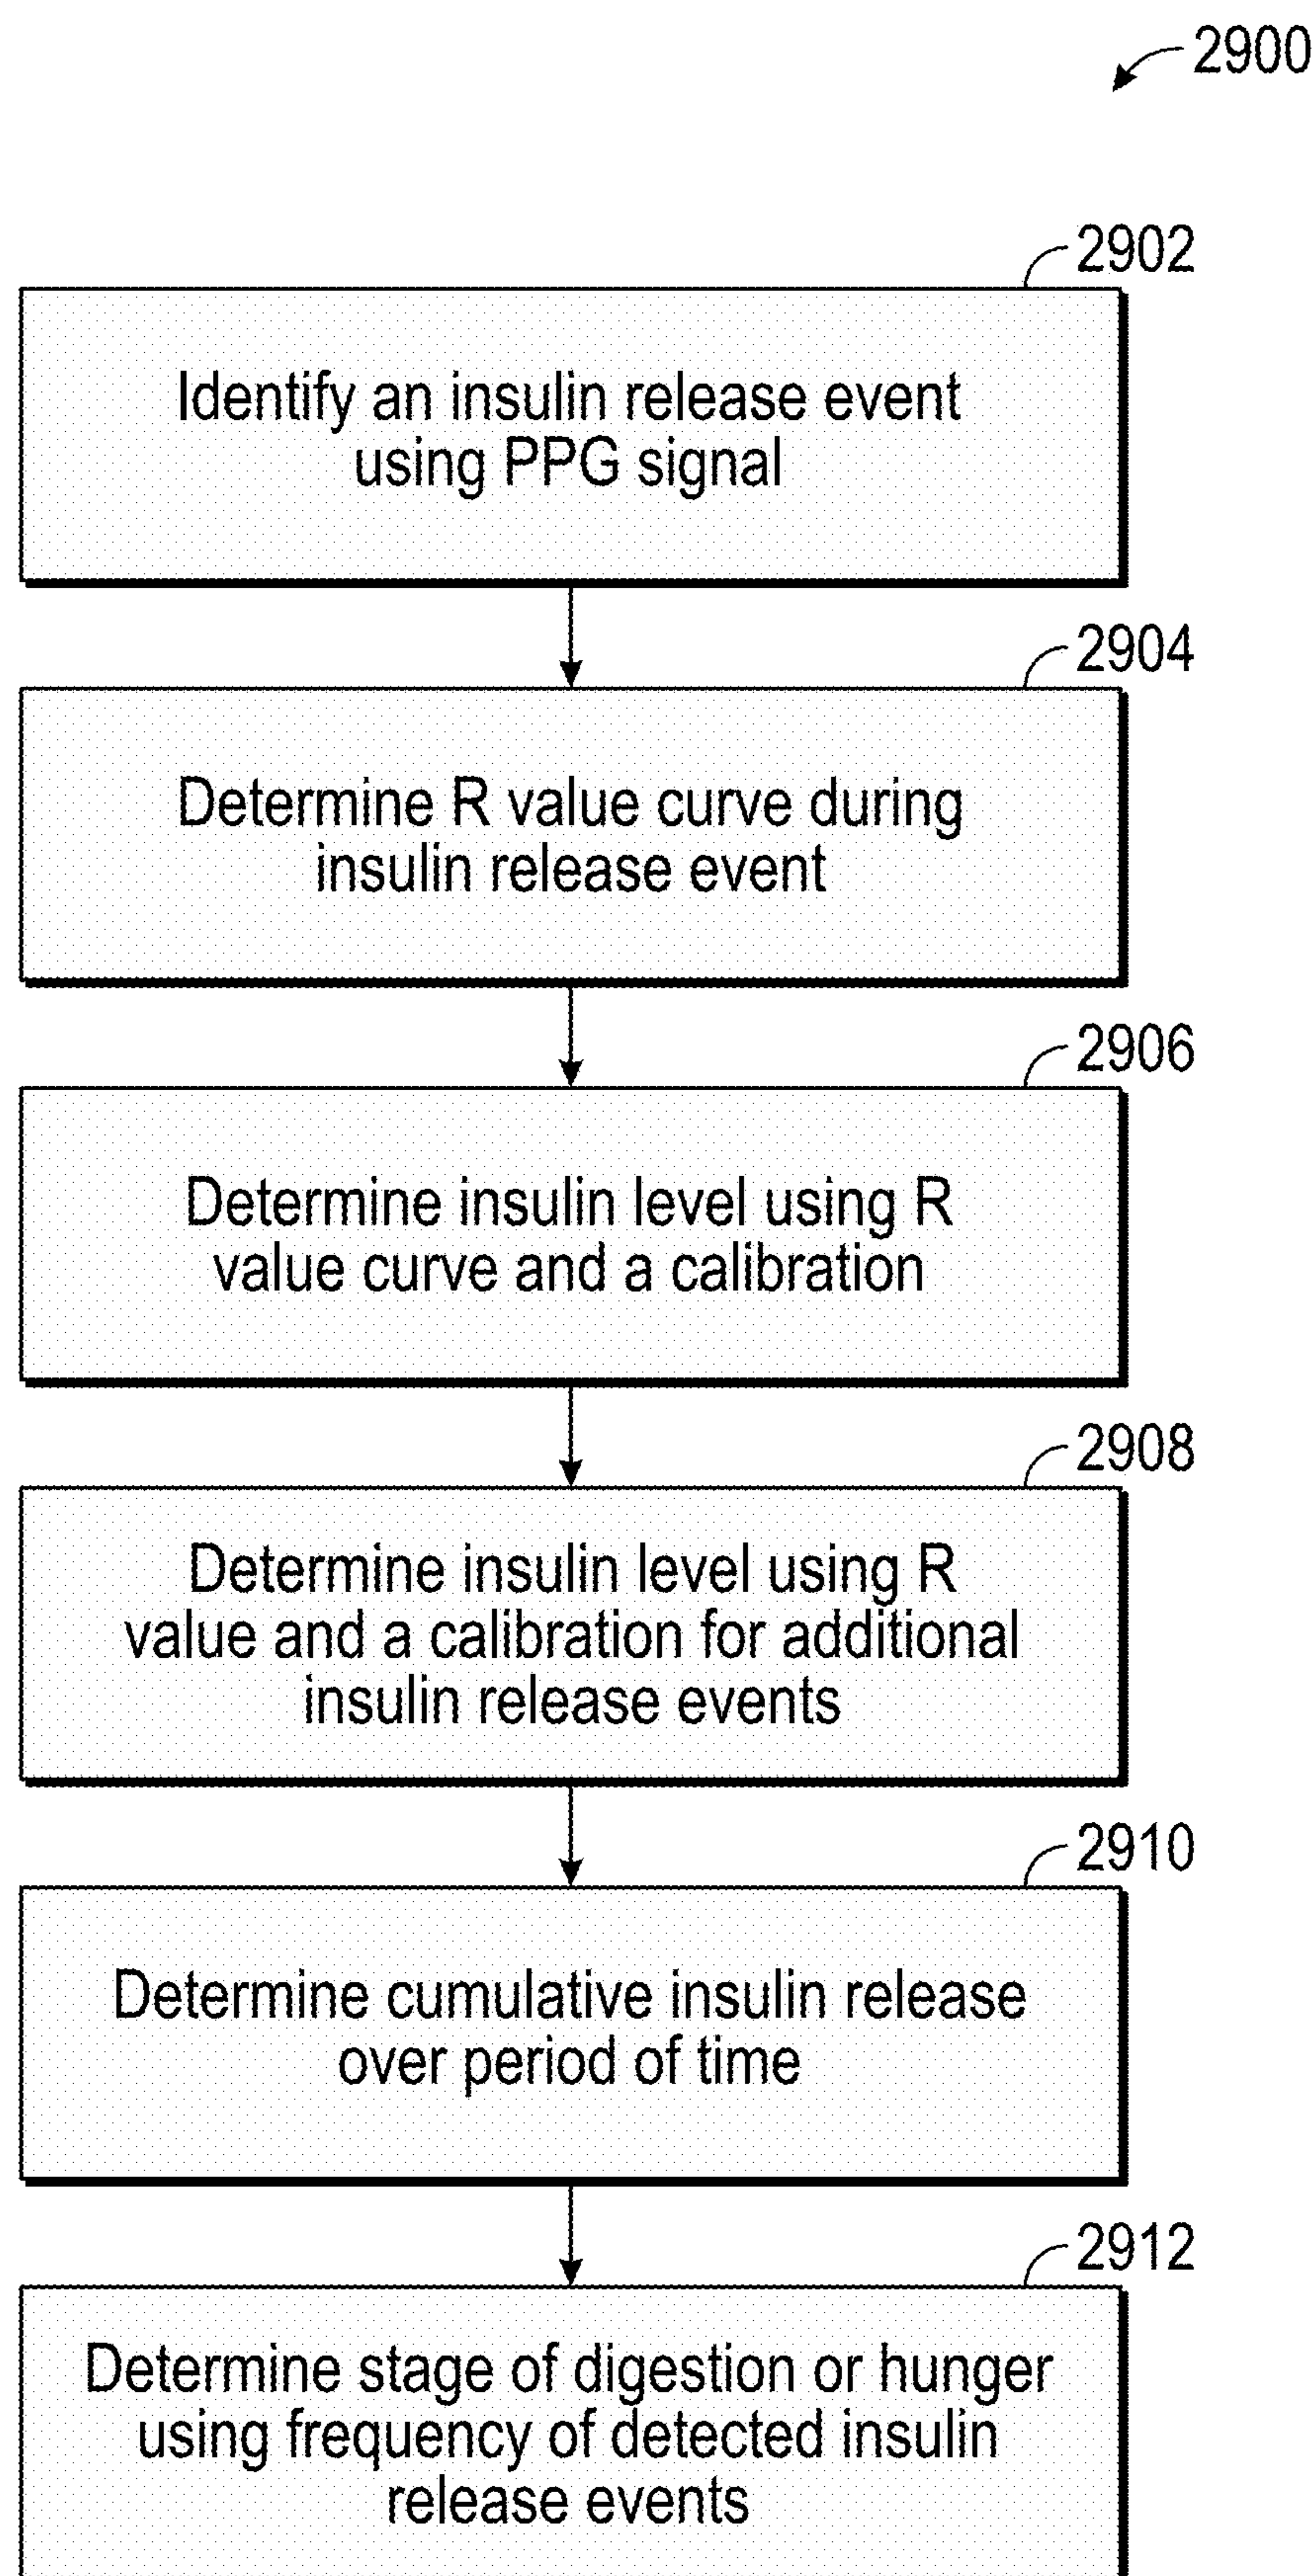 2900
2902
Identify an insulin release event
using PPG signal
2904
Determine R value curve during
insulin release event
2906
Determine insulin level using R
value curve and a calibration
2908
Determine insulin level using R
value and a calibration for additional
insulin release events
2910
Determine cumulative insulin release
over period of time
2912
Determine stage of digestion or hunger
using frequency of detected insulin
release events